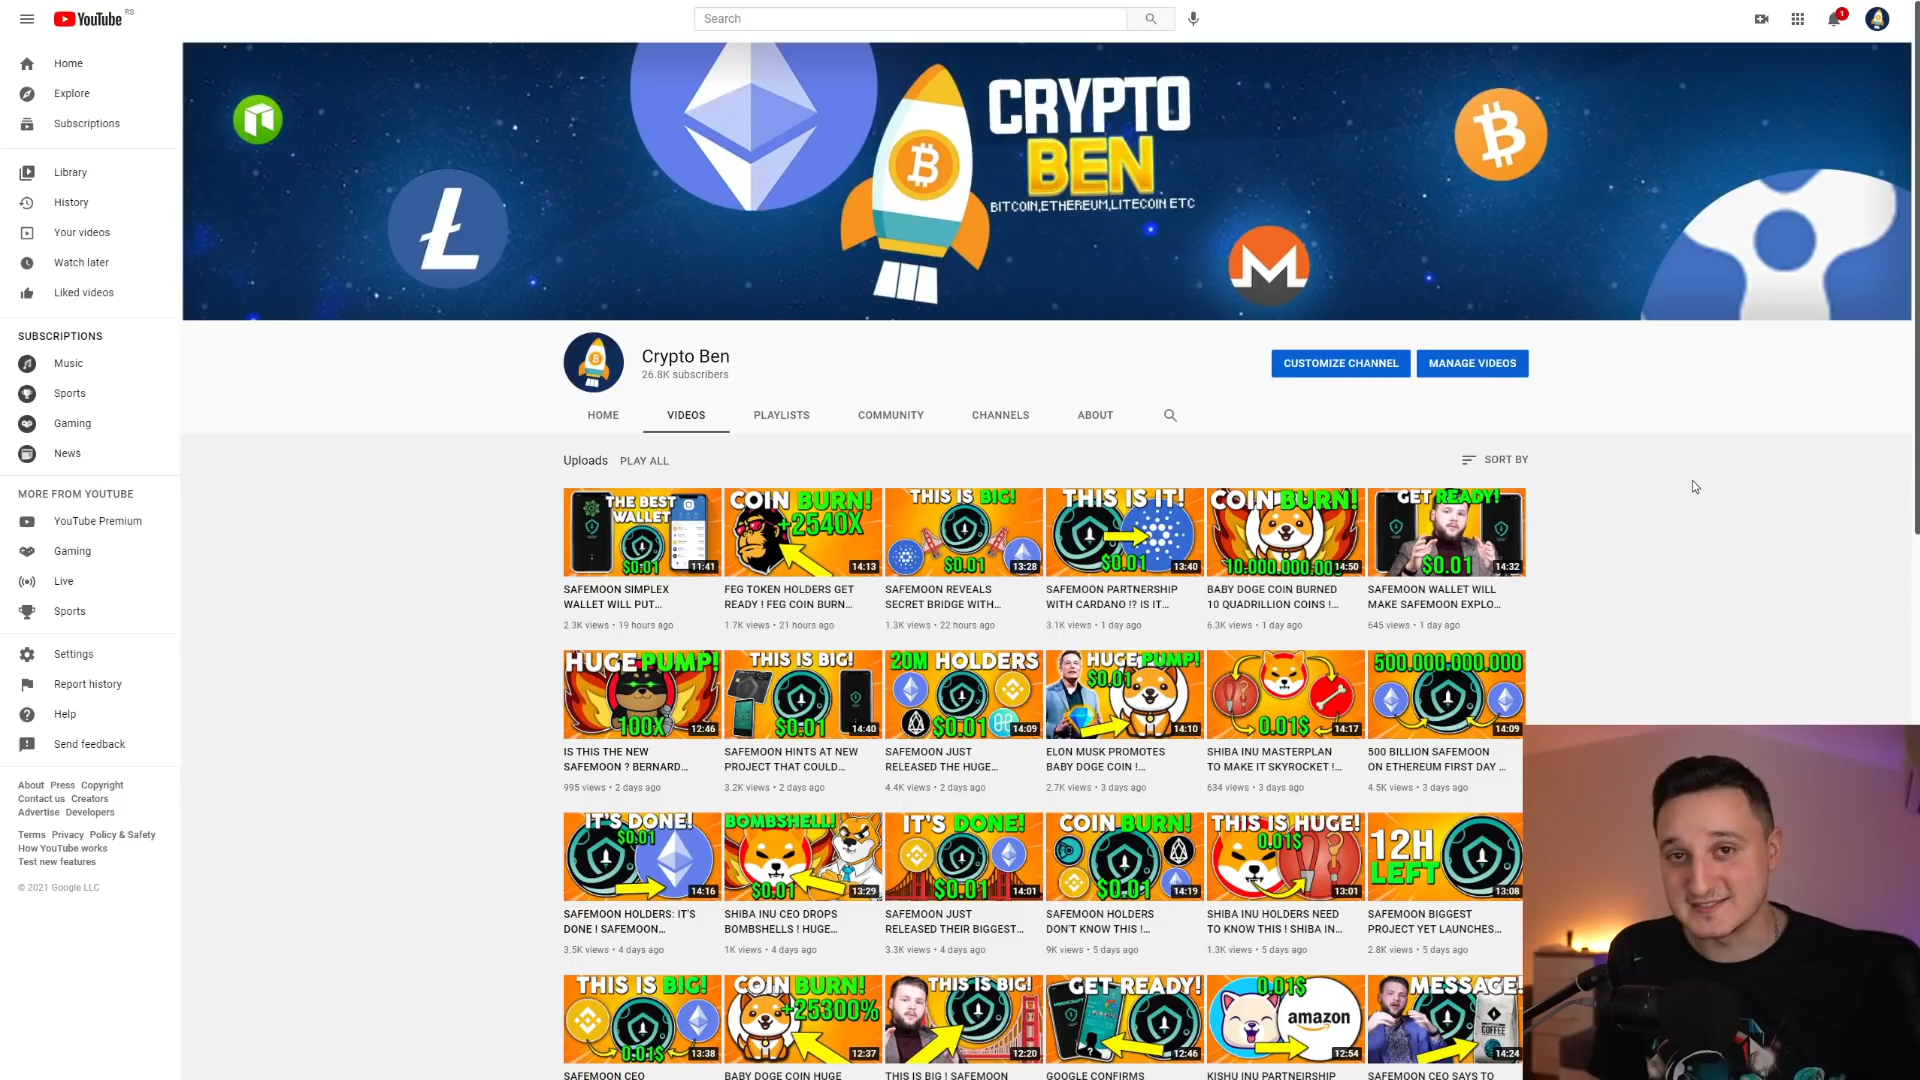 YouTube RS
Search
1
Home
Explore
Subscriptions
Library
History
Your videos
Watch later
Liked videos
SUBSCRIPTIONS
Music
Sports
Gaming
News
MORE FROM YOUTUBE
YouTube Premium
Gaming
Live
Sports
Settings
Report history
Help
Send feedback
About Press Copyright
Contact us Creators
Advertise Developers
Terms Privacy Policy & Safety
How YouTube works
Test new features
© 2021 Google LLC
CRYPTO
BEN
BITCOIN,ETHEREUM,LITECOIN ETC
Crypto Ben
26.8K subscribers
CUSTOMIZE CHANNEL
MANAGE VIDEOS
HOME
VIDEOS
PLAYLISTS
COMMUNITY
CHANNELS
ABOUT
Uploads PLAY ALL
SORT BY
THE BEST
WALLET
$0.01
11:41
COIN BURN!
+2540X
14:13
THIS IS BIG!
$0.01
13:28
THIS IS IT!
$0.01
13:40
COIN BURN!
10.000.000.000
14:50
GET READY!
$0.01
14:32
SAFEMOON SIMPLEX
WALLET WILL PUT...
2.3K views • 19 hours ago
FEG TOKEN HOLDERS GET
READY ! FEG COIN BURN...
1.7K views • 21 hours ago
SAFEMOON REVEALS
SECRET BRIDGE WITH...
1.3K views • 22 hours ago
SAFEMOON PARTNERSHIP
WITH CARDANO !? IS IT...
3.1K views • 1 day ago
BABY DOGE COIN BURNED
10 QUADRILLION COINS !...
6.3K views • 1 day ago
SAFEMOON WALLET WILL
MAKE SAFEMOON EXPLO...
645 views • 1 day ago
HUGE PUMP!
100X
12:46
THIS IS BIG!
$0.01
14:40
20M HOLDERS
$0.01
14:09
HUGE PUMP!
$0.01
14:10
0.01$
14:17
500.000.000.000
14:09
IS THIS THE NEW
SAFEMOON ? BERNARD...
995 views • 2 days ago
SAFEMOON HINTS AT NEW
PROJECT THAT COULD...
3.2K views • 2 days ago
SAFEMOON JUST
RELEASED THE HUGE...
4.4K views • 2 days ago
ELON MUSK PROMOTES
BABY DOGE COIN !...
2.7K views • 3 days ago
SHIBA INU MASTERPLAN
TO MAKE IT SKYROCKET !...
634 views • 3 days ago
500 BILLION SAFEMOON
ON ETHEREUM FIRST DAY ...
4.5K views • 3 days ago
IT'S DONE!
$0.01
14:16
BOMBSHELL!
$0.01
13:29
IT'S DONE!
$0.01
14:01
COIN BURN!
$0.01
14:19
THIS IS HUGE!
0.01$
13:01
12H
LEFT
13:08
SAFEMOON HOLDERS: IT'S
DONE ! SAFEMOON...
3.5K views • 4 days ago
SHIBA INU CEO DROPS
BOMBSHELLS ! HUGE...
1K views • 4 days ago
SAFEMOON JUST
RELEASED THEIR BIGGEST...
3.3K views • 4 days ago
SAFEMOON HOLDERS
DON'T KNOW THIS !...
9K views • 5 days ago
SHIBA INU HOLDERS NEED
TO KNOW THIS ! SHIBA IN...
1.3K views • 5 days ago
SAFEMOON BIGGEST
PROJECT YET LAUNCHES...
2.8K views • 5 days ago
THIS IS BIG!
0.01$
13:38
COIN BURN!
+25300%
12:37
THIS IS BIG!
12:20
GET READY!
12:46
0.01$
amazon
12:54
MESSAGE!
COFFEE
14:24
SAFEMOON CEO
BABY DOGE COIN HUGE
THIS IS BIG ! SAFEMOON
GOOGLE CONFIRMS
KISHU INU PARTNEIRSHIP
SAFEMOON CEO SAYS TO